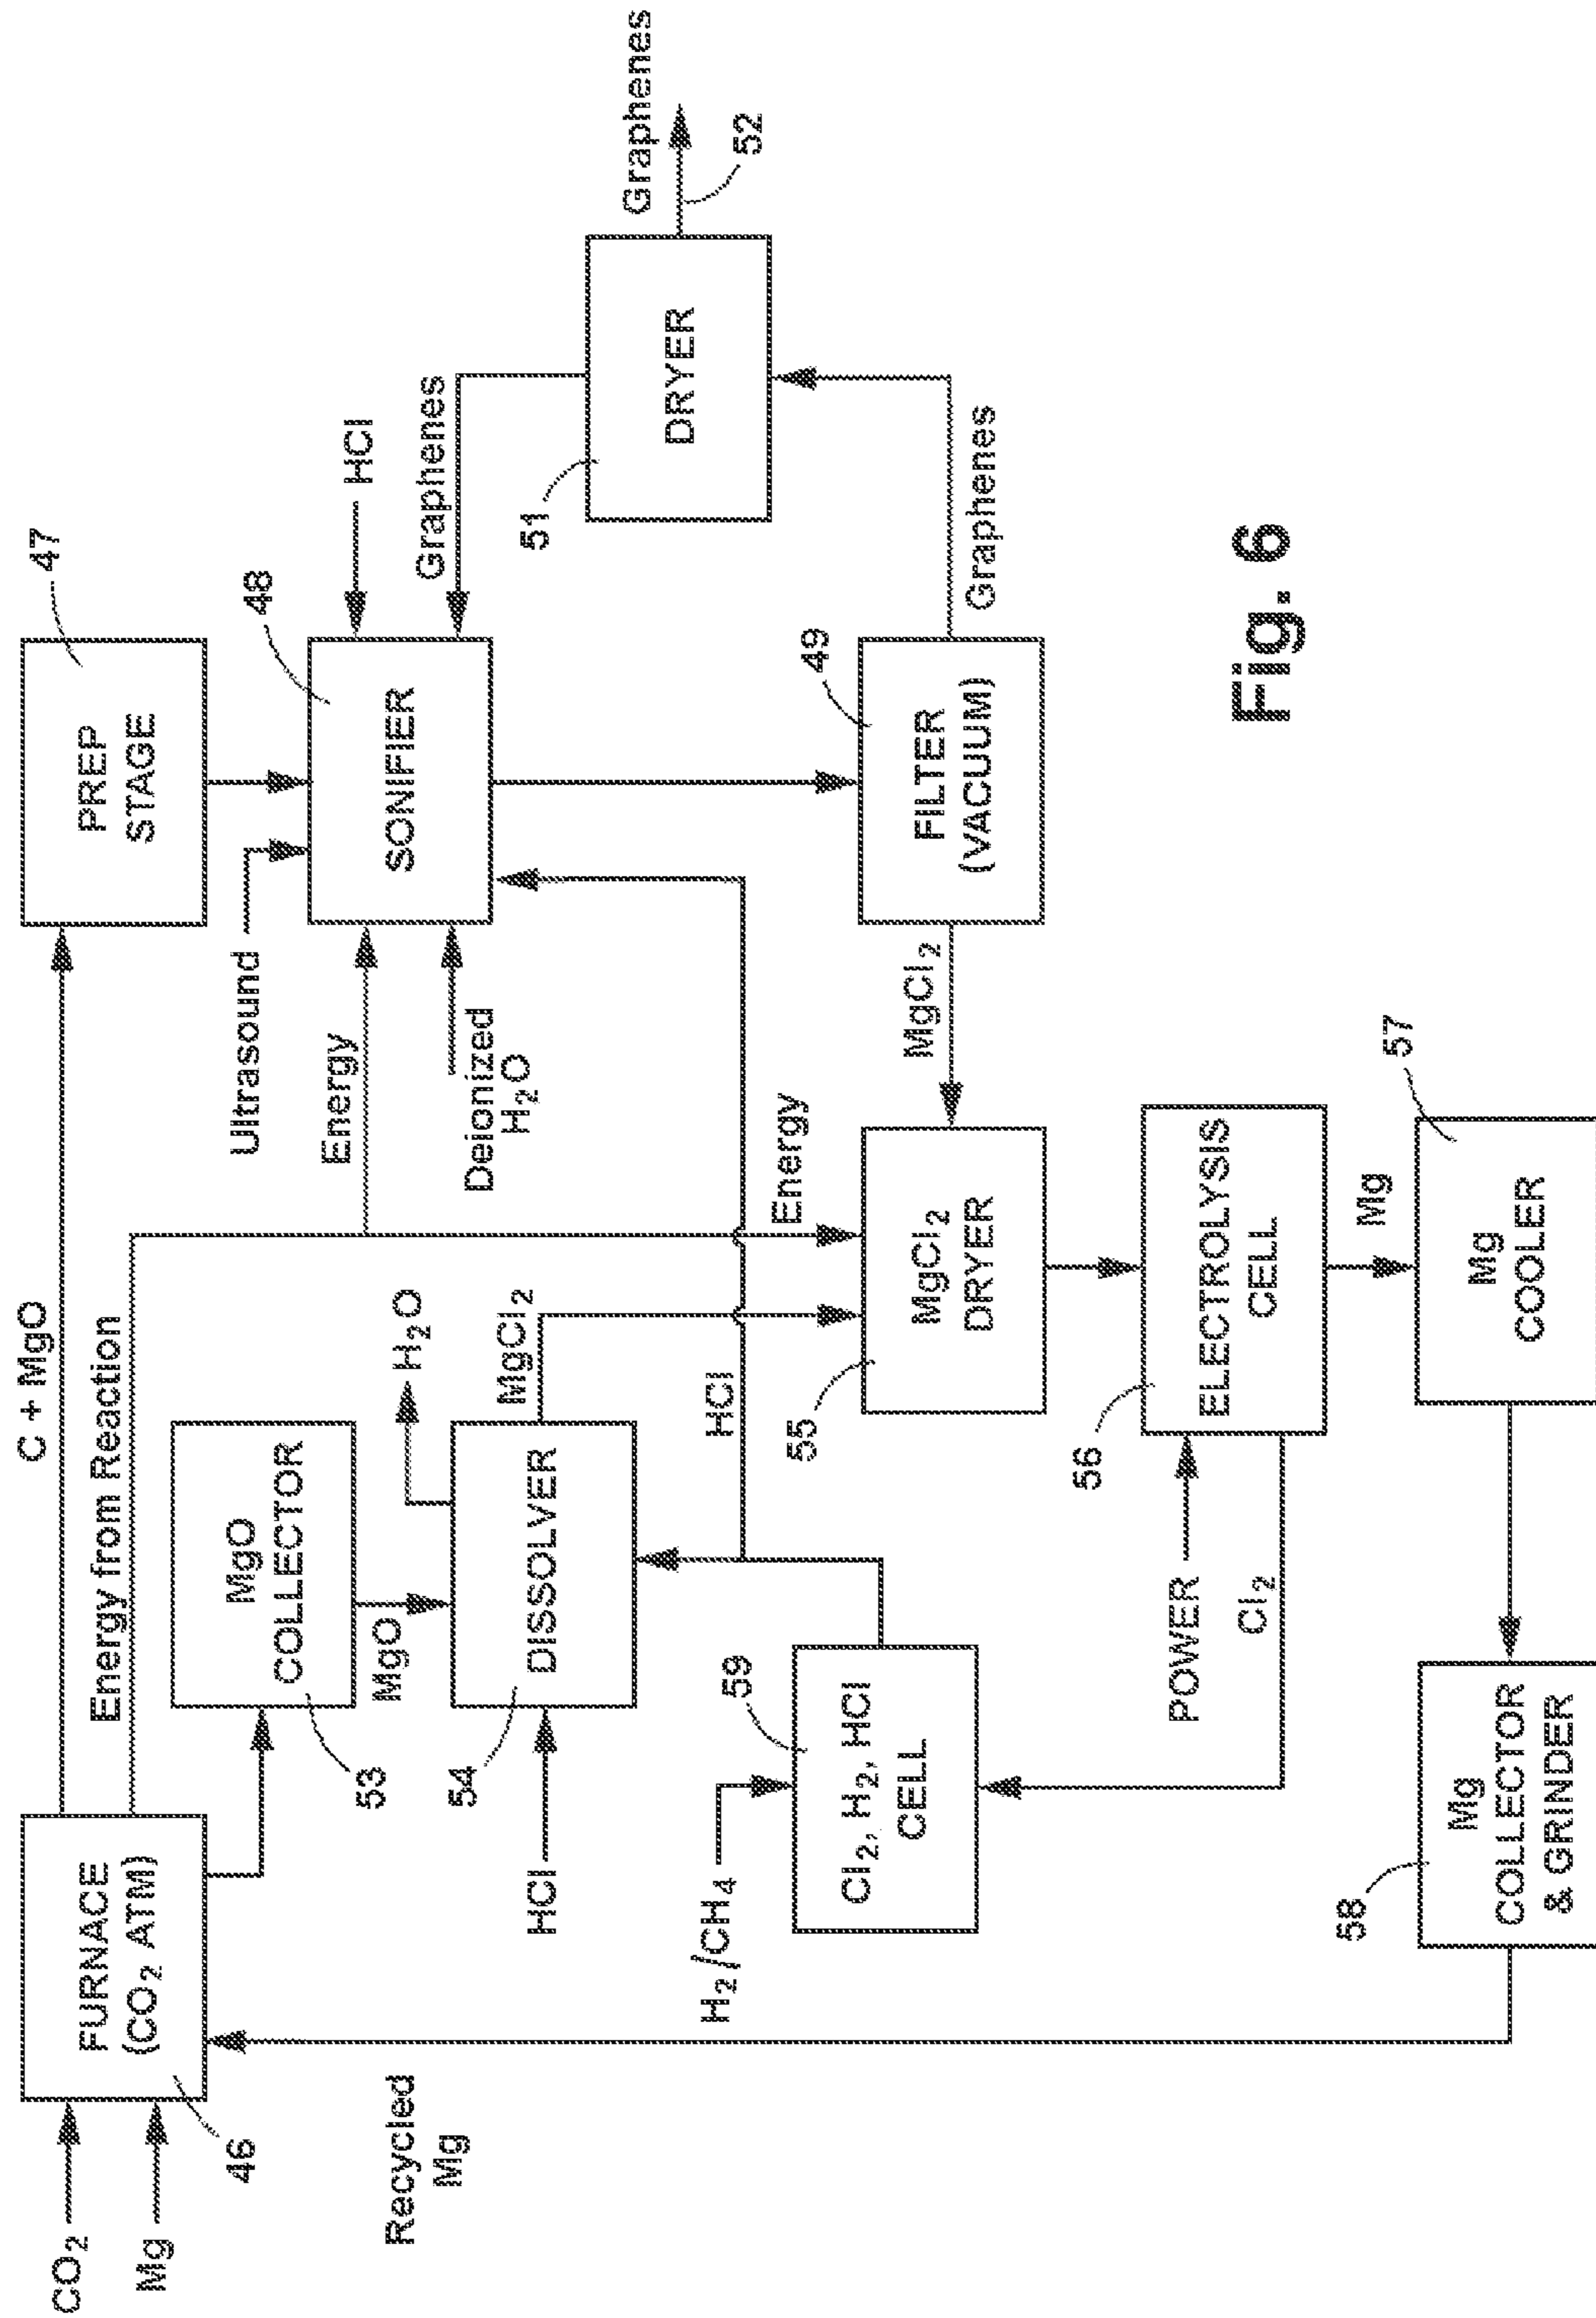 CO2
Mg
46
FURNACE
(CO2 ATM)
C + MgO
Energy from Reaction
47
PREP
STAGE
Ultrasound
Energy
Deionized
H2O
48
SONIFIER
HCl
Graphenes
51
DRYER
Graphenes
52
MgO
COLLECTOR
53
MgO
H2O
HCl
54
DISSOLVER
MgCl2
HCl
Energy
49
FILTER
(VACUUM)
Graphenes
MgCl2
Recycled
Mg
H2/CH4
59
Cl2, H2, HCl
CELL
55
MgCl2
DRYER
POWER
Cl2
56
ELECTROLYSIS
CELL
Mg
57
Mg
COOLER
58
Mg
COLLECTOR
& GRINDER
Fig. 6